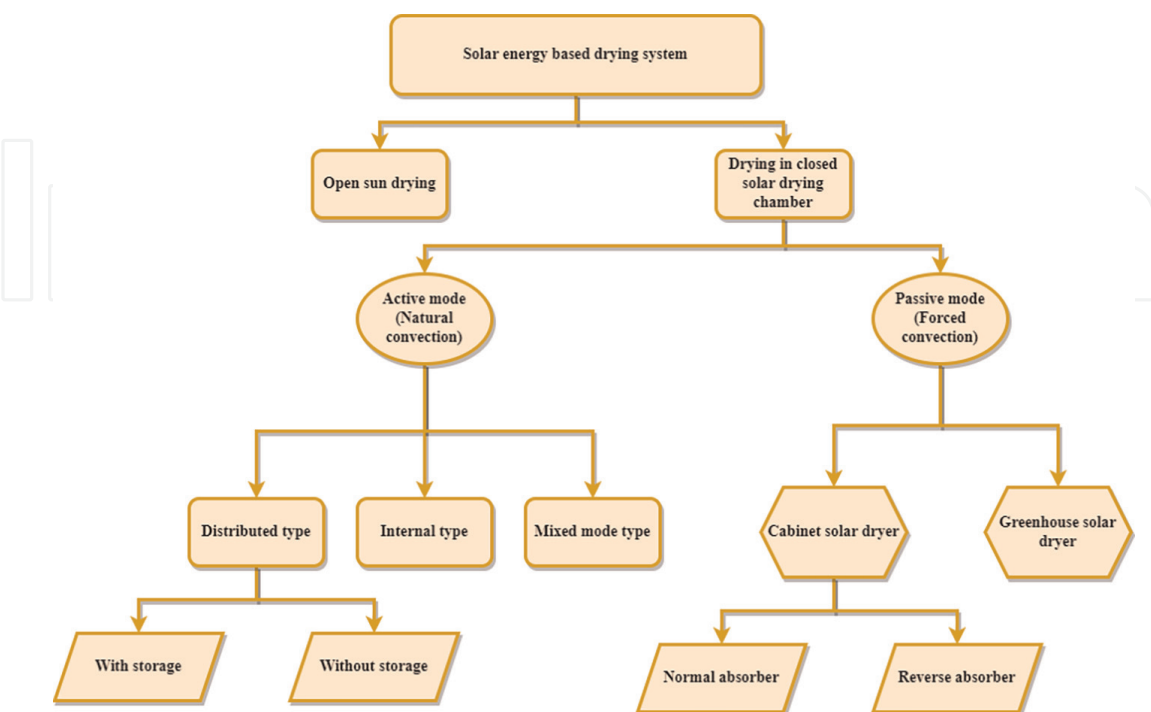 Solar energy based drying system
Open sun drying
Drying in closed
solar drying
chamber
Active mode
(Natural
convection)
Passive mode
(Forced
convection)
Distributed type
Internal type
Mixed mode type
Cabinet solar dryer
Greenhouse solar
dryer
With storage
Without storage
Normal absorber
Reverse absorber